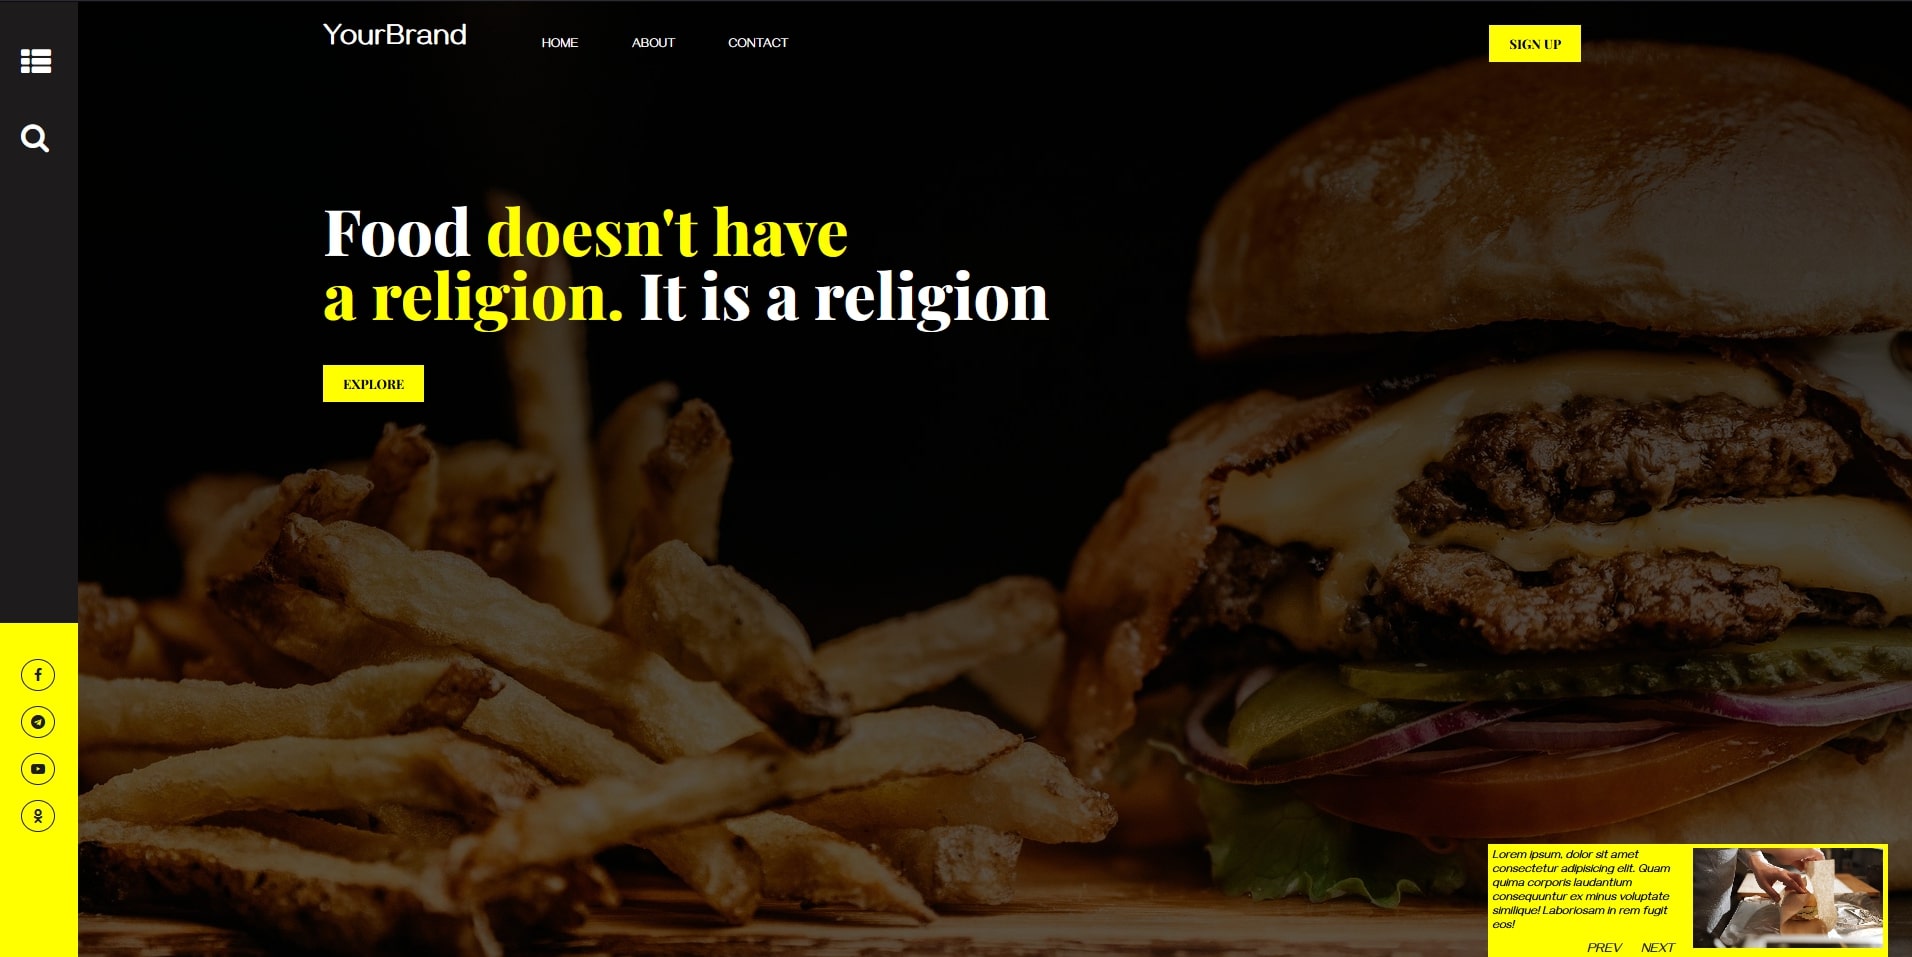 YourBrand
HOME
ABOUT
CONTACT
SIGN UP
Food doesn't have
a religion. It is a religion
EXPLORE
Lorem ipsum, dolor sit amet
consectetur adipisicing elit. Quam
quima corporis laudantium
consequuntur ex minus voluptate
similique! Laboriosam in rem fugit
eos!
PREV
NEXT